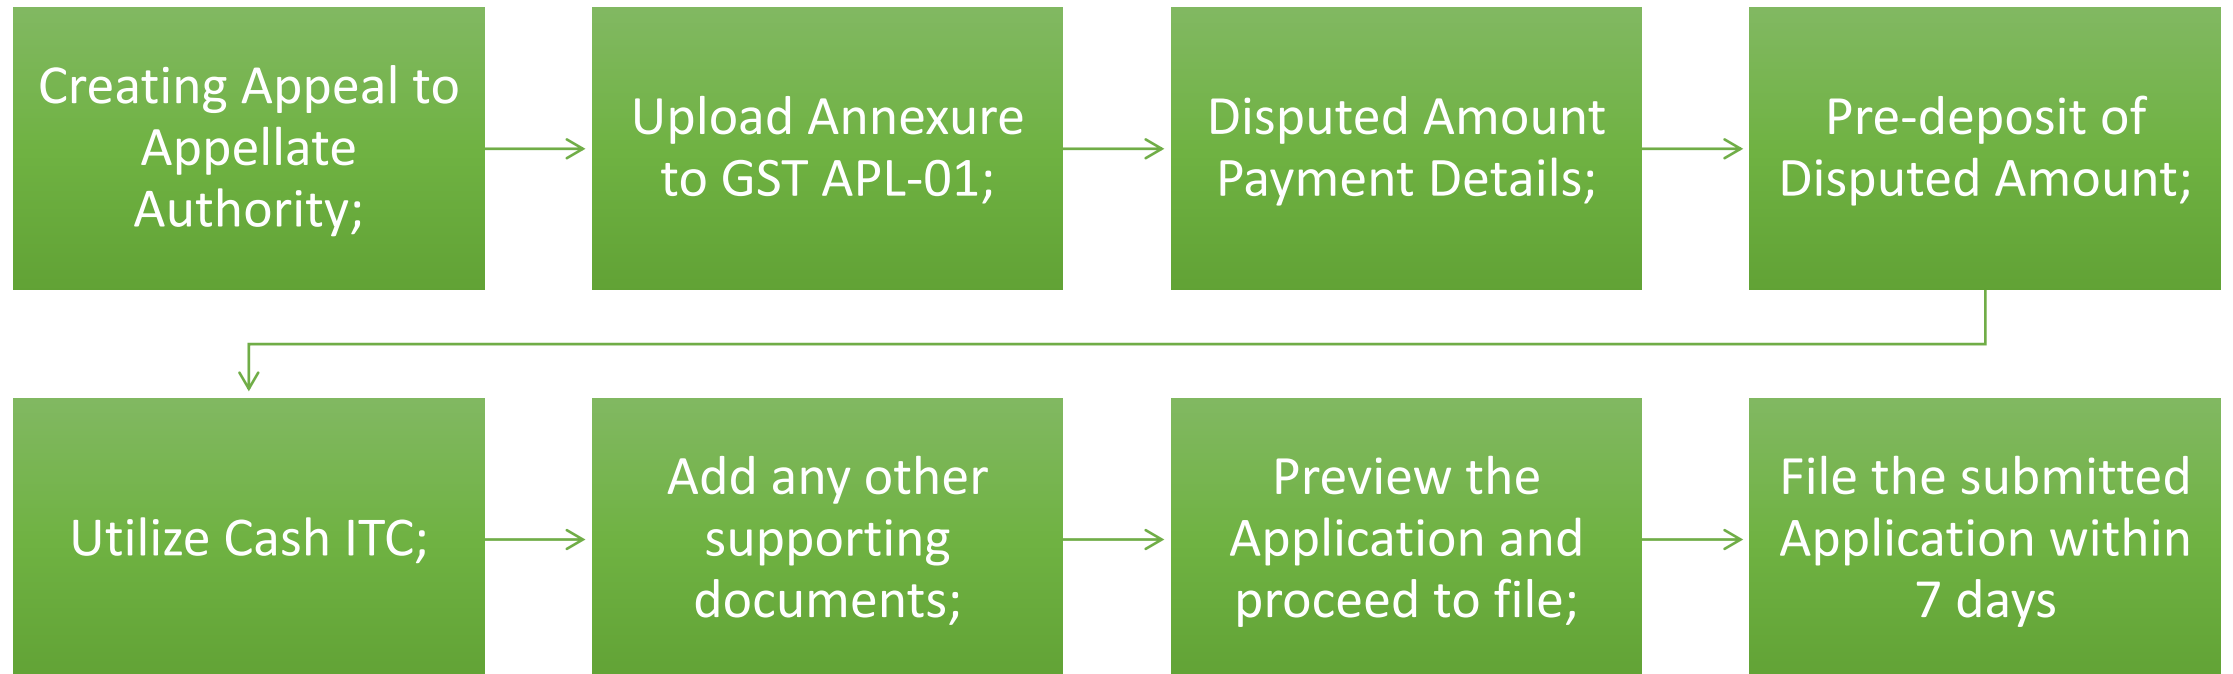 Creating Appeal to
Appellate
Authority;
Upload Annexure
to GST APL-01;
Disputed Amount
Payment Details;
Pre-deposit of
Disputed Amount;
Utilize Cash ITC;
Add any other
supporting
documents;
Preview the
Application and
proceed to file;
File the submitted
Application within
7 days